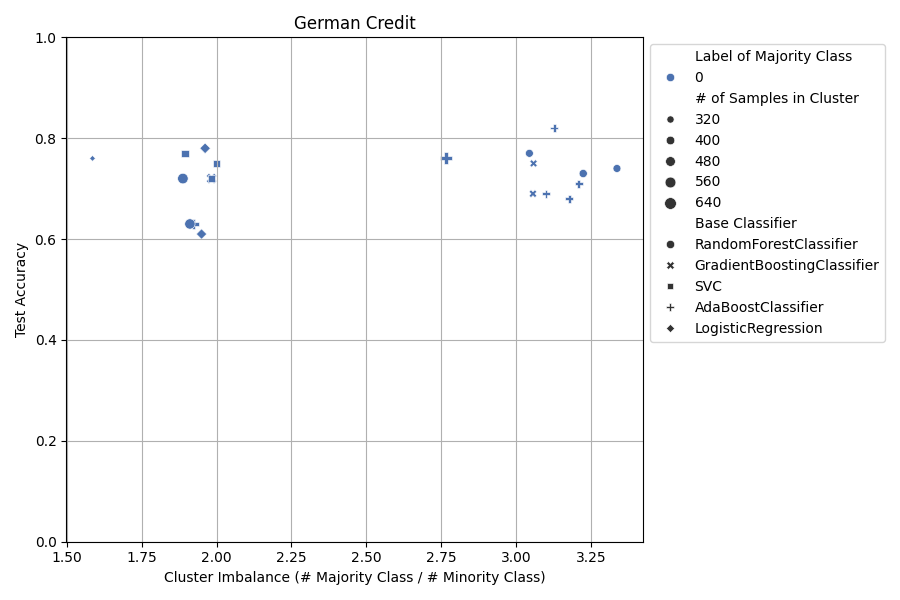 German Credit
1.0
0.8
0.6
0.4
0.2
0.0
Test Accuracy
1.50 1.75 2.00 2.25 2.50 2.75 3.00 3.25
Cluster Imbalance (# Majority Class / # Minority Class)
Label of Majority Class
0
# of Samples in Cluster
320
400
480
560
640
Base Classifier
RandomForestClassifier
GradientBoostingClassifier
SVC
AdaBoostClassifier
LogisticRegression